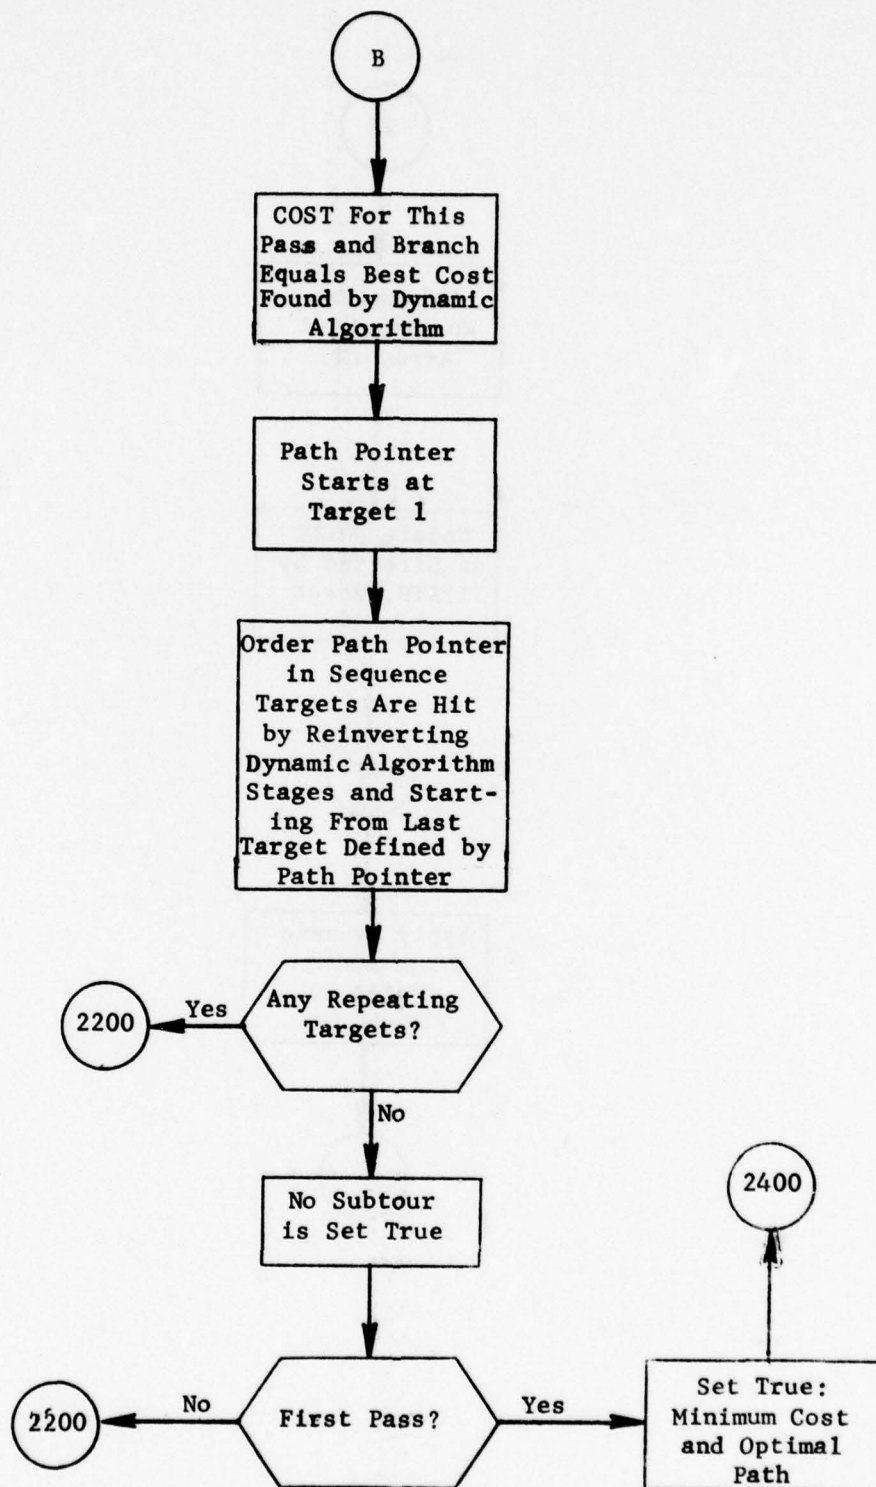 B
COST For This
Pass and Branch
Equals Best Cost
Found by Dynamic
Algorithm
Path Pointer
Starts at
Target 1
Order Path Pointer
in Sequence
Targets Are Hit
by Reinverting
Dynamic Algorithm
Stages and Start-
ing From Last
Target Defined by
Path Pointer
Any Repeating
Targets?
Yes
2200
No
No Subtour
is Set True
2400
First Pass?
No
2200
Yes
Set True:
Minimum Cost
and Optimal
Path